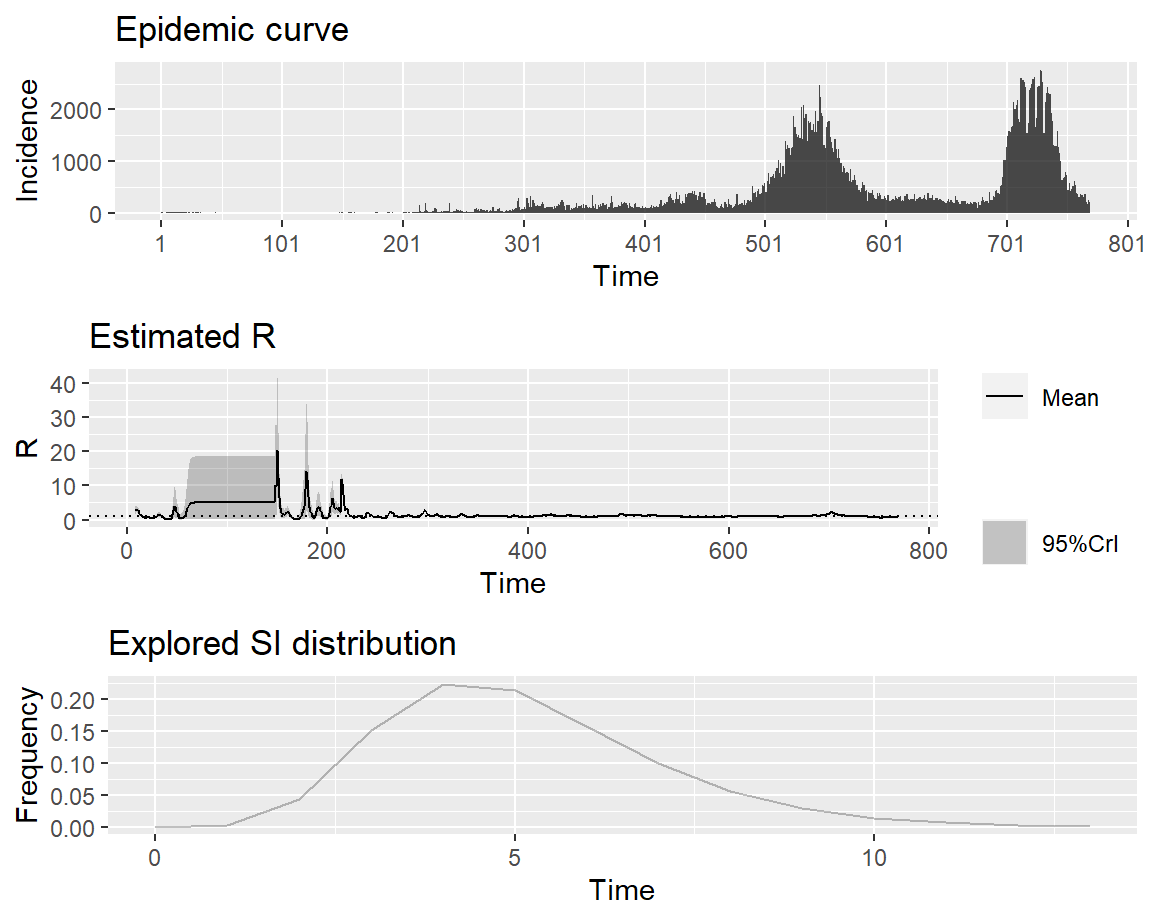 Epidemic curve
Incidence
2000
1000
0
1 101 201 301 401 501 601 701 801
Time
Estimated R
R
40
30
20
10
0
0 200 400 600 800
Time
Mean
95%CrI
Explored SI distribution
Frequency
0.20
0.15
0.10
0.05
0.00
0 5 10
Time